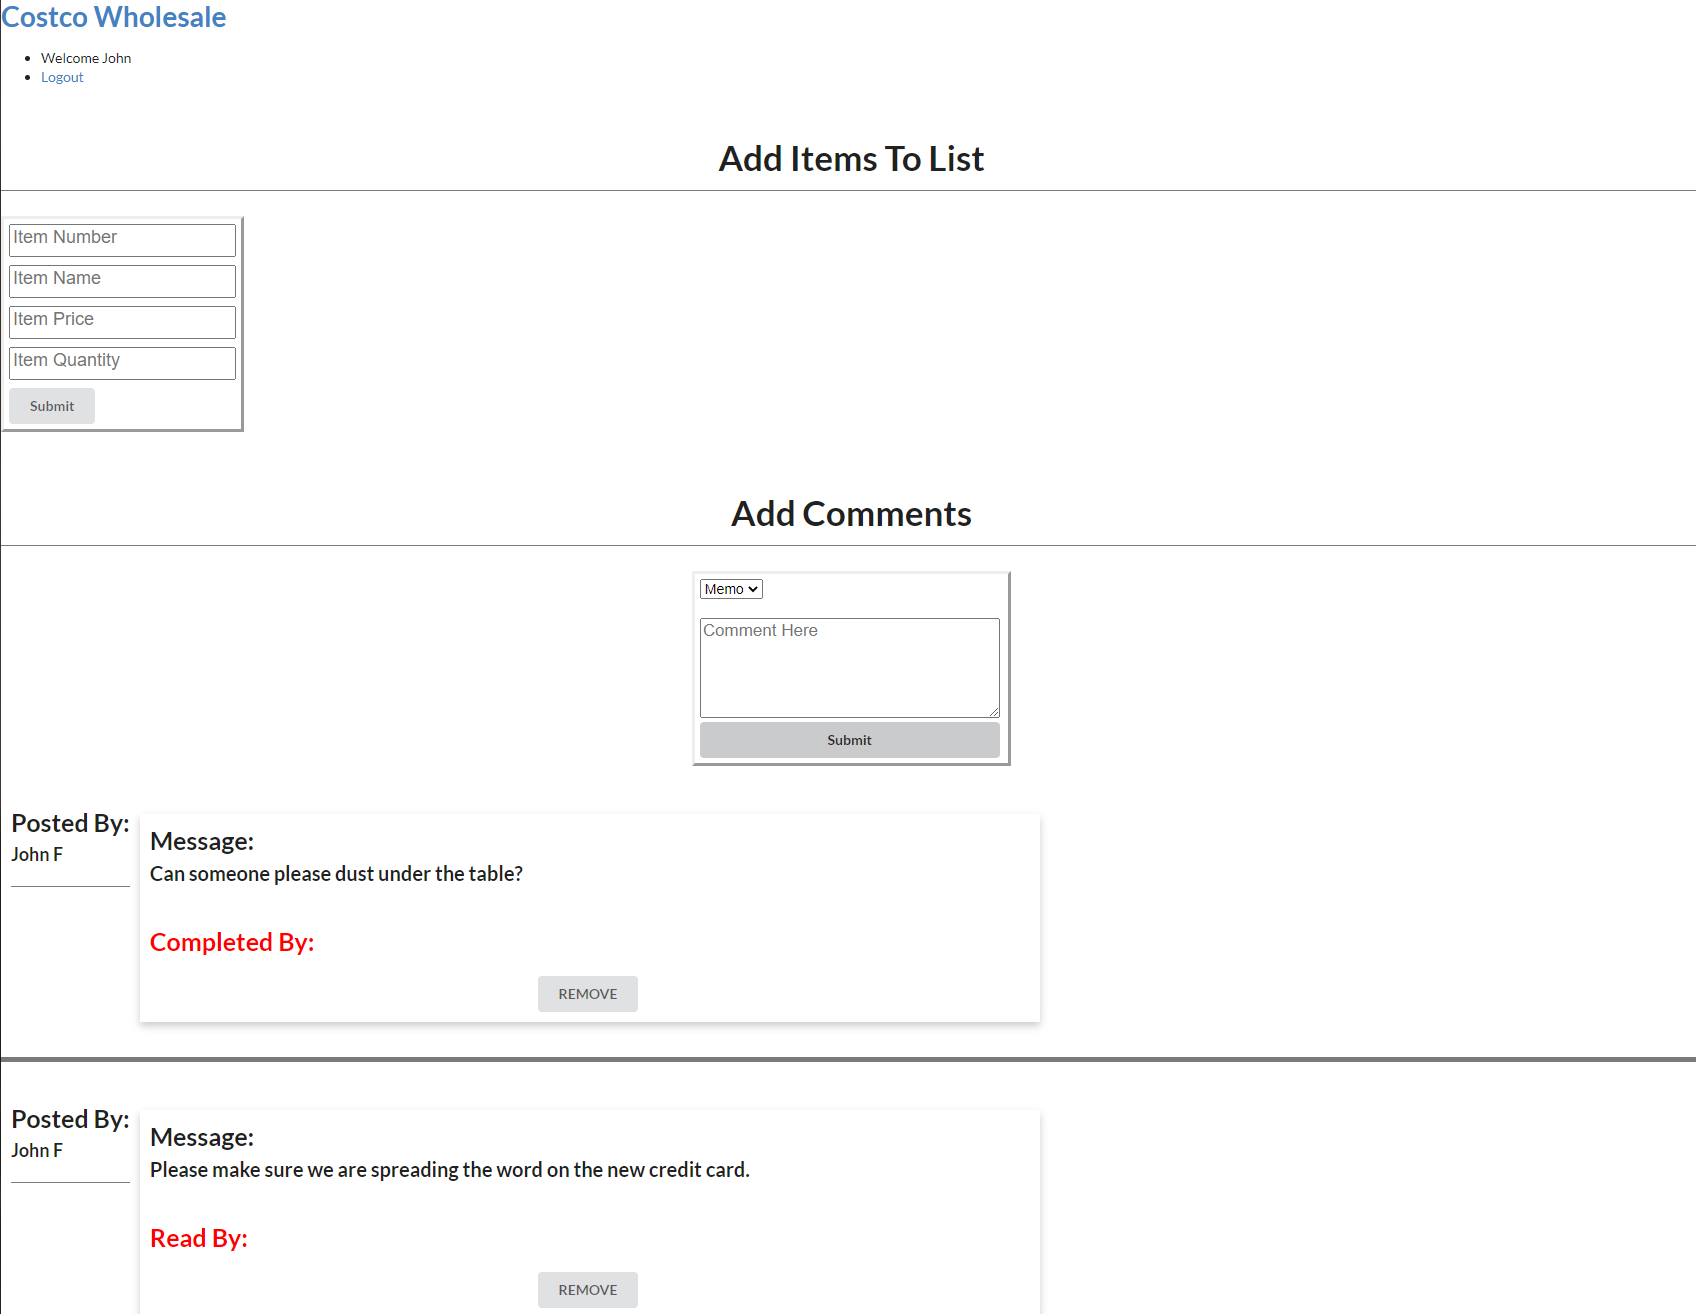 Costco Wholesale
Welcome John
Logout
Add Items To List
Item Number
Item Name
Item Price
Item Quantity
Submit
Add Comments
Memo
Comment Here
Submit
Posted By:
John F
Message:
Can someone please dust under the table?
Completed By:
REMOVE
Posted By:
John F
Message:
Please make sure we are spreading the word on the new credit card.
Read By:
REMOVE